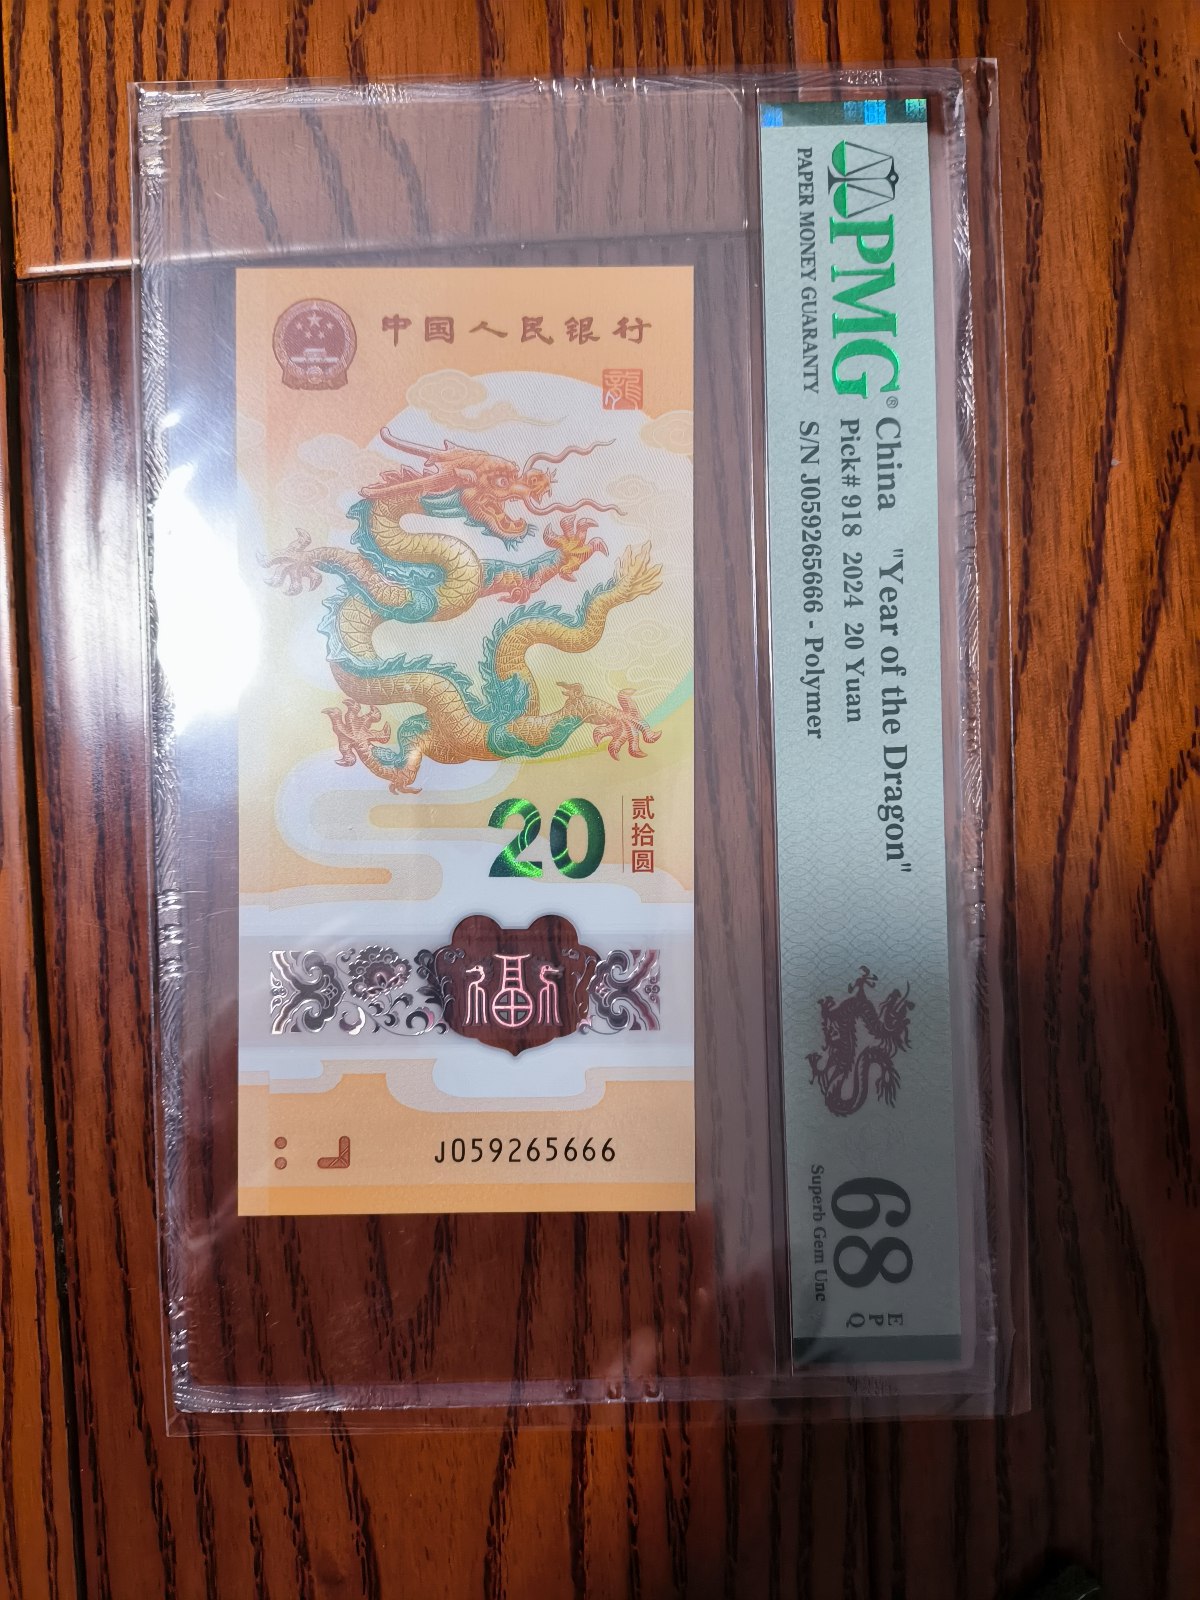 中国人民银行
龍
20
贰拾圆
福
J059265666
PMG®
PAPER MONEY GUARANTY
China "Year of the Dragon"
Pick# 918 2024 20 Yuan
S/N J059265666 - Polymer
68
EPQ
Superb Gem Unc